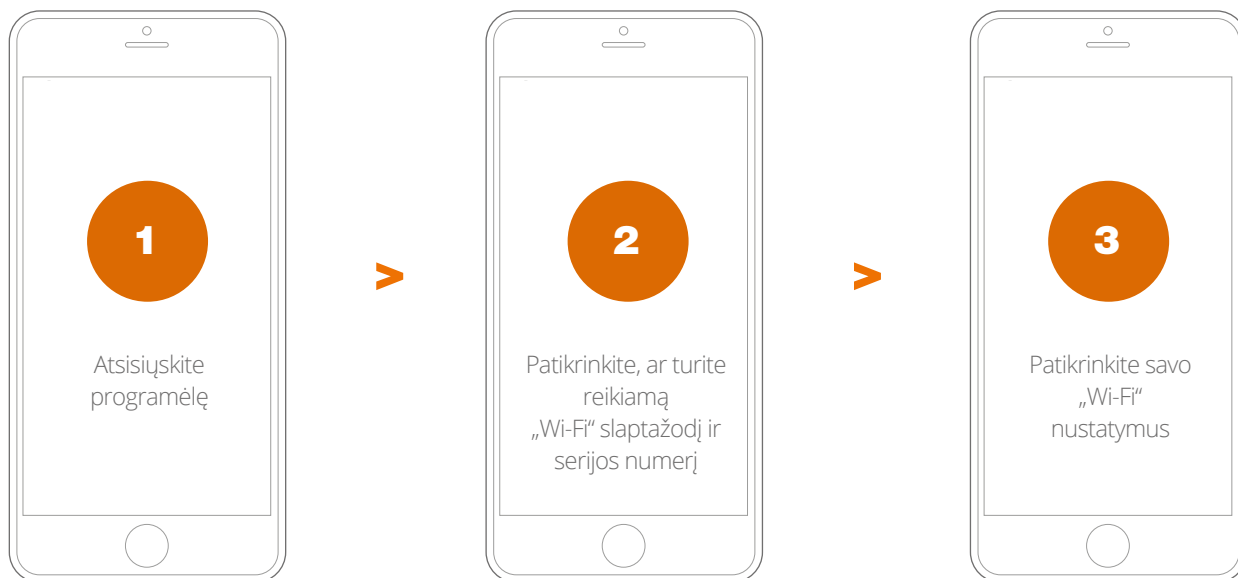 1
Atsisiųskite
programėlę
>
2
Patikrinkite, ar turite
reikiamą
„Wi-Fi“ slaptažodį ir
serijos numerį
>
3
Patikrinkite savo
„Wi-Fi“
nustatymus